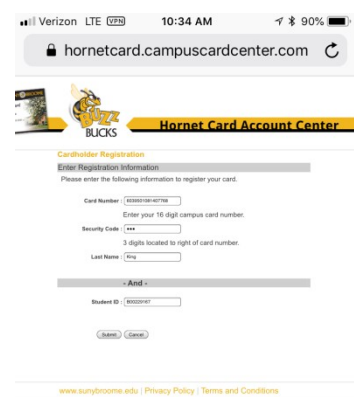 Verizon LTE VPN 10:34 AM 90%
hornetcard.campuscardcenter.com
BUZZ
BUCKS
Hornet Card Account Center
Cardholder Registration
Enter Registration Information
Please enter the following information to register your card.
Card Number :
Enter your 16 digit campus card number.
Security Code : •••
3 digits located to right of card number.
Last Name : King
- And -
Student ID :
Submit Cancel
www.sunybroome.edu | Privacy Policy | Terms and Conditions